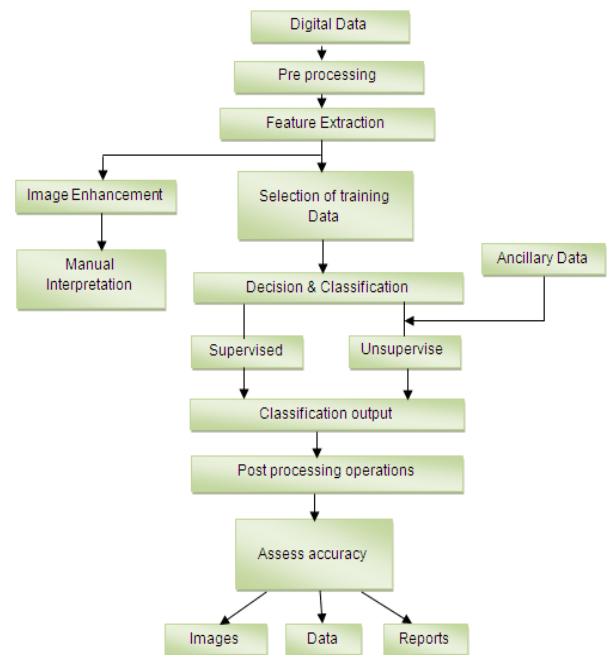 Digital Data
Pre processing
Feature Extraction
Image Enhancement
Selection of training
Data
Manual
Interpretation
Ancillary Data
Decision & Classification
Supervised
Unsupervise
Classification output
Post processing operations
Assess accuracy
Images
Data
Reports